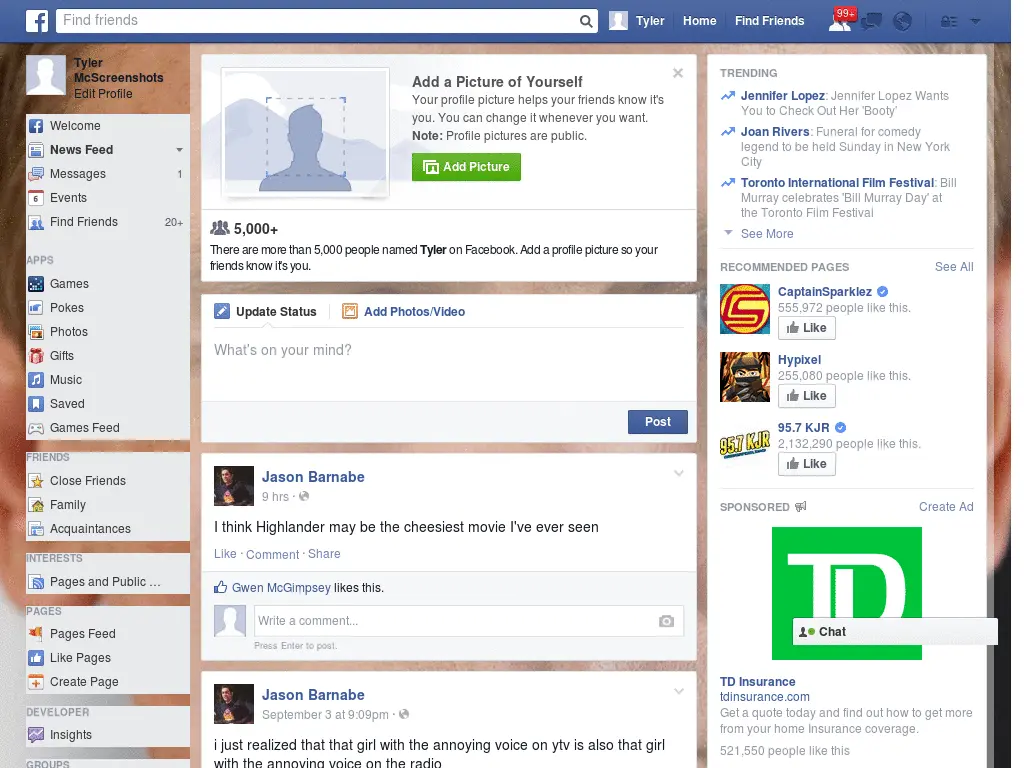 Find friends
Tyler
Home
Find Friends
99+
Tyler
McScreenshots
Edit Profile
Welcome
News Feed
Messages 1
Events
Find Friends 20+
APPS
Games
Pokes
Photos
Gifts
Music
Saved
Games Feed
FRIENDS
Close Friends
Family
Acquaintances
INTERESTS
Pages and Public ...
PAGES
Pages Feed
Like Pages
Create Page
DEVELOPER
Insights
GROUPS
Add a Picture of Yourself
Your profile picture helps your friends know it's
you. You can change it whenever you want.
Note: Profile pictures are public.
Add Picture
5,000+
There are more than 5,000 people named Tyler on Facebook. Add a profile picture so your
friends know it's you.
Update Status
Add Photos/Video
What's on your mind?
Post
Jason Barnabe
9 hrs ·
I think Highlander may be the cheesiest movie I've ever seen
Like · Comment · Share
Gwen McGimpsey likes this.
Write a comment...
Press Enter to post.
Jason Barnabe
September 3 at 9:09pm ·
i just realized that that girl with the annoying voice on ytv is also that girl
with the annoying voice on the radio
TRENDING
Jennifer Lopez: Jennifer Lopez Wants
You to Check Out Her 'Booty'
Joan Rivers: Funeral for comedy
legend to be held Sunday in New York
City
Toronto International Film Festival: Bill
Murray celebrates 'Bill Murray Day' at
the Toronto Film Festival
See More
RECOMMENDED PAGES See All
CaptainSparklez
555,972 people like this.
Like
Hypixel
255,080 people like this.
Like
95.7 KJR
95.7 KJR
2,132,290 people like this.
Like
SPONSORED Create Ad
TD
Chat
TD Insurance
tdinsurance.com
Get a quote today and find out how to get more
from your home Insurance coverage.
521,550 people like this